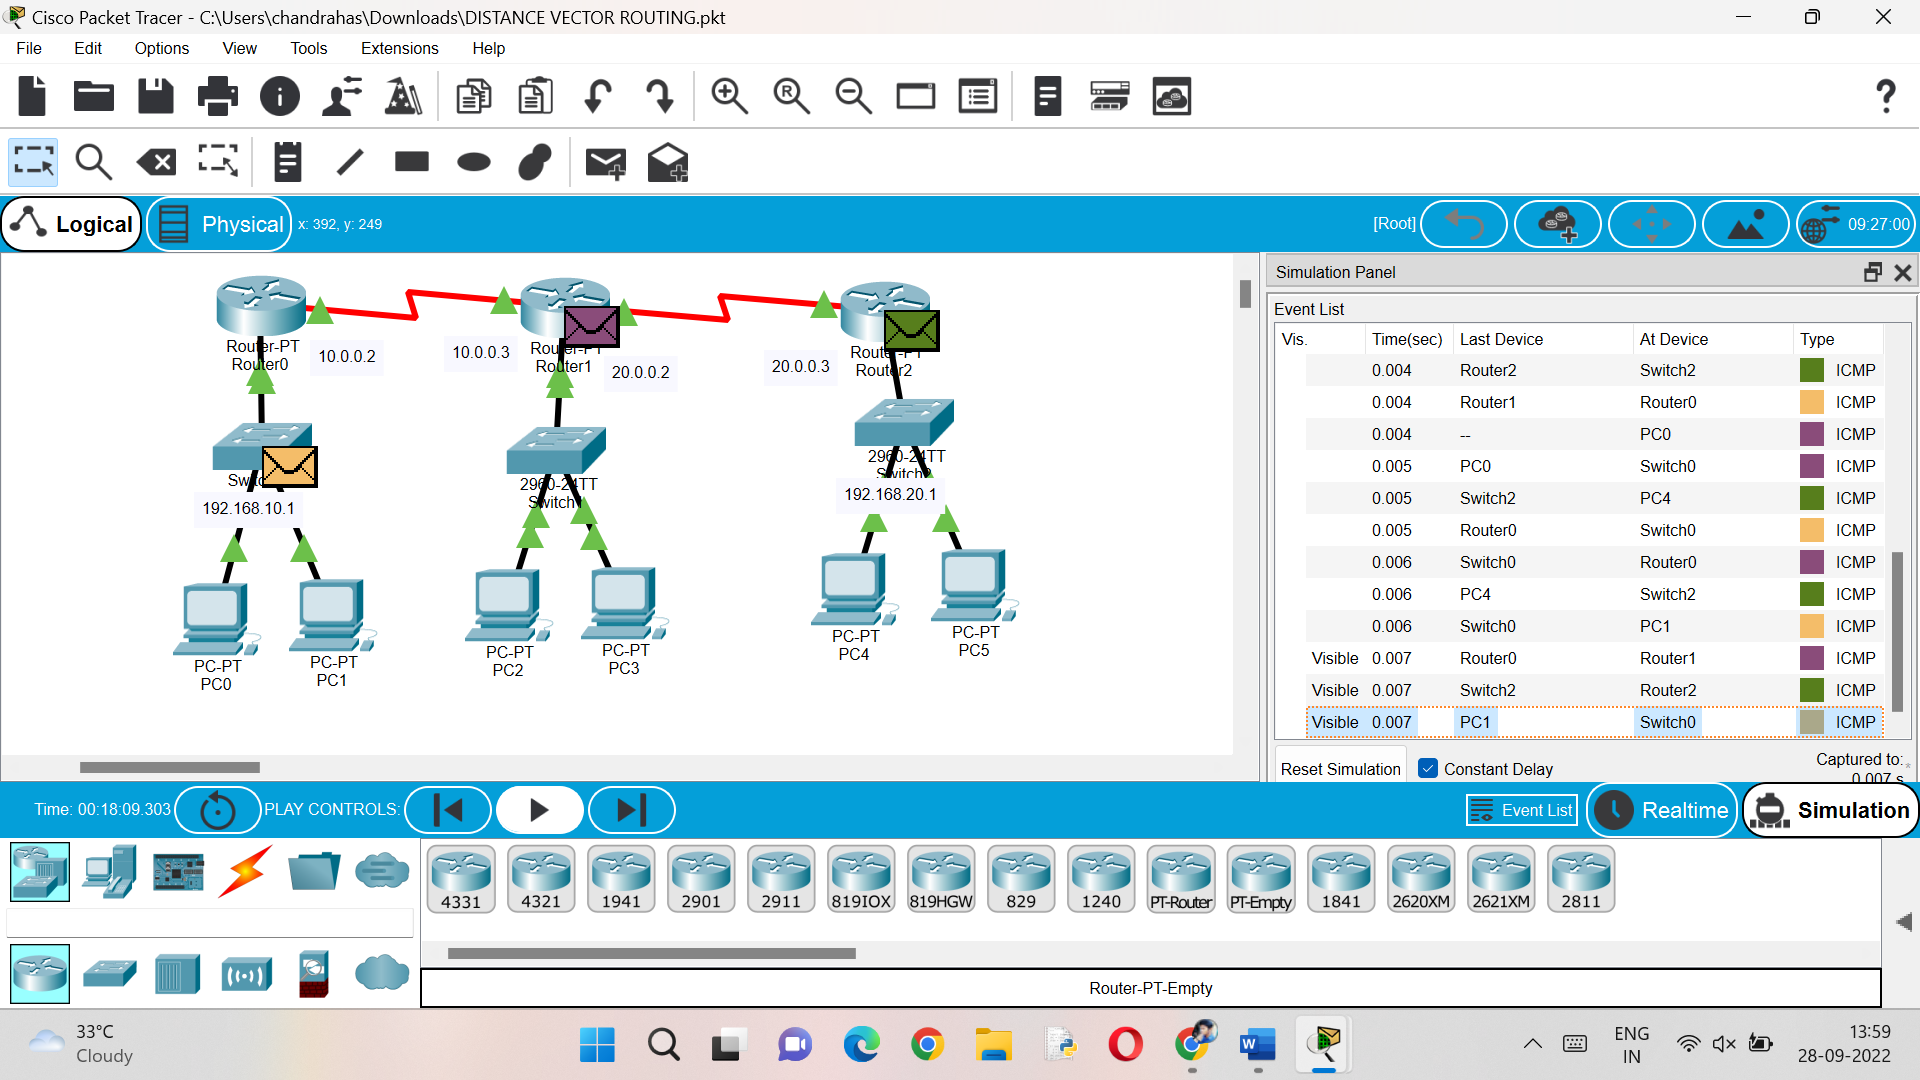 Cisco Packet Tracer - C:\Users\chandrahas\Downloads\DISTANCE VECTOR ROUTING.pkt
File Edit Options View Tools Extensions Help
Logical Physical x: 392, y: 249 [Root] 09:27:00
Simulation Panel
Event List
Vis. Time(sec) Last Device At Device Type
0.004 Router2 Switch2 ICMP
0.004 Router1 Router0 ICMP
0.004 -- PC0 ICMP
0.005 PC0 Switch0 ICMP
0.005 Switch2 PC4 ICMP
0.005 Router0 Switch0 ICMP
0.006 Switch0 Router0 ICMP
0.006 PC4 Switch2 ICMP
0.006 Switch0 PC1 ICMP
Visible 0.007 Router0 Router1 ICMP
Visible 0.007 Switch2 Router2 ICMP
Visible 0.007 PC1 Switch0 ICMP
Reset Simulation Constant Delay Captured to:
0.007 s
Router-PT
Router0
10.0.0.2
10.0.0.3
Router1
20.0.0.2
20.0.0.3
Router2
192.168.10.1
2960-24TT
2960-24TT
192.168.20.1
PC-PT
PC0
PC-PT
PC1
PC-PT
PC2
PC-PT
PC3
PC-PT
PC4
PC-PT
PC5
Time: 00:18:09.303 PLAY CONTROLS: Event List Realtime Simulation
4331 4321 1941 2901 2911 819IOX 819HGW 829 1240 PT-Router PT-Empty 1841 2620XM 2621XM 2811
Router-PT-Empty
33°C
Cloudy
ENG
IN
13:59
28-09-2022